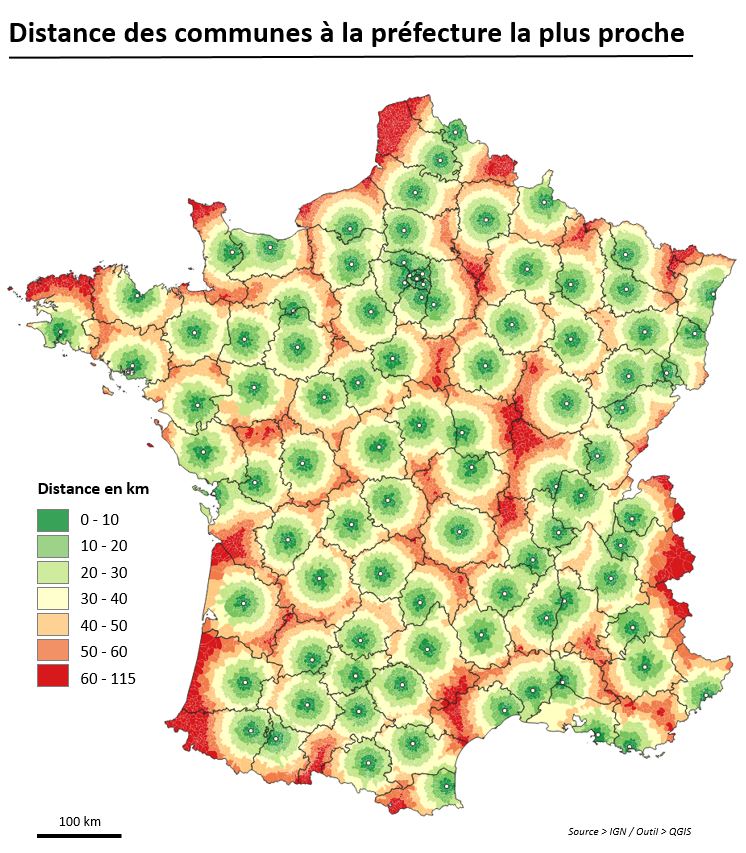 Distance des communes à la préfecture la plus proche
Distance en km
0 - 10
10 - 20
20 - 30
30 - 40
40 - 50
50 - 60
60 - 115
100 km
Source > IGN / Outil > QGIS